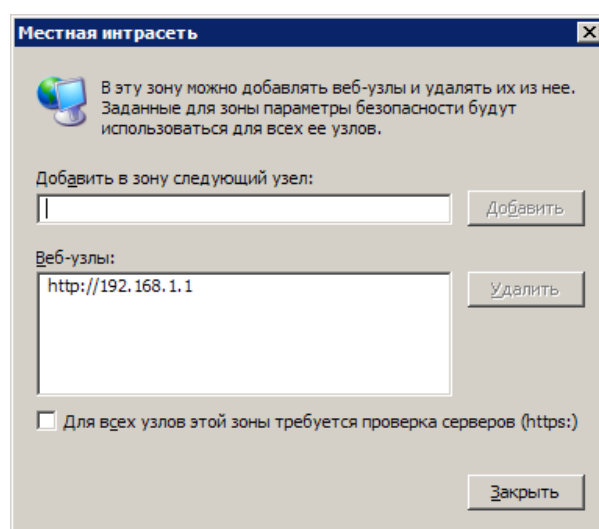 Местная интрасеть
В эту зону можно добавлять веб-узлы и удалять их из нее.
Заданные для зоны параметры безопасности будут
использоваться для всех ее узлов.
Добавить в зону следующий узел:
Добавить
Веб-узлы:
http://192.168.1.1
Удалить
Для всех узлов этой зоны требуется проверка серверов (https:)
Закрыть